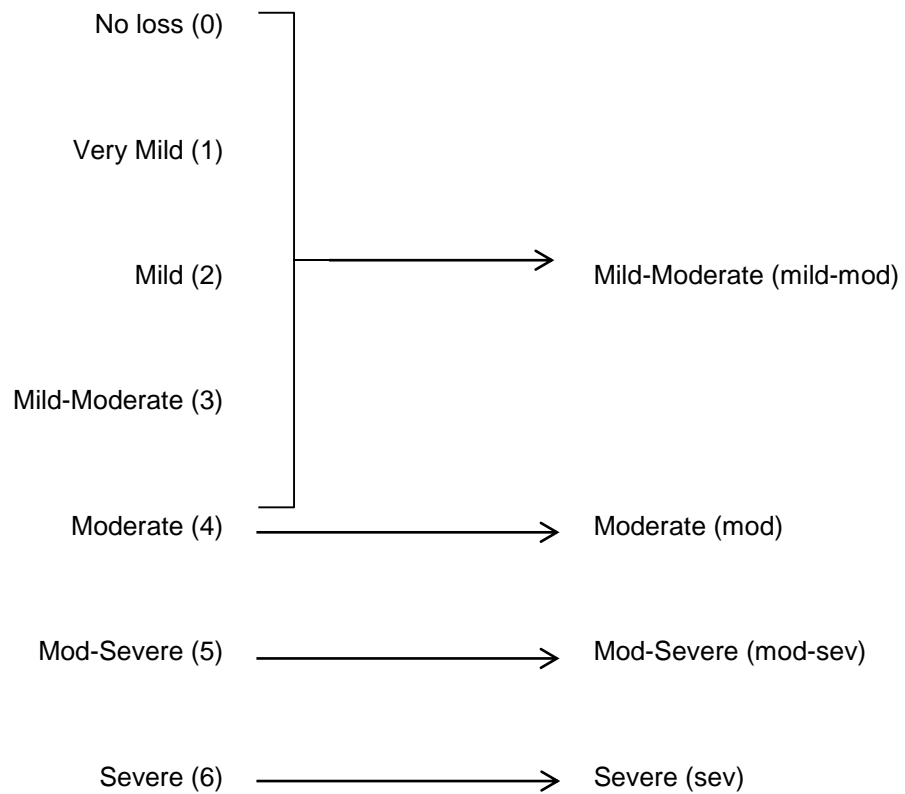 No loss (0)
Very Mild (1)
Mild (2)
Mild-Moderate (mild-mod)
Mild-Moderate (3)
Moderate (4)
Moderate (mod)
Mod-Severe (5)
Mod-Severe (mod-sev)
Severe (6)
Severe (sev)